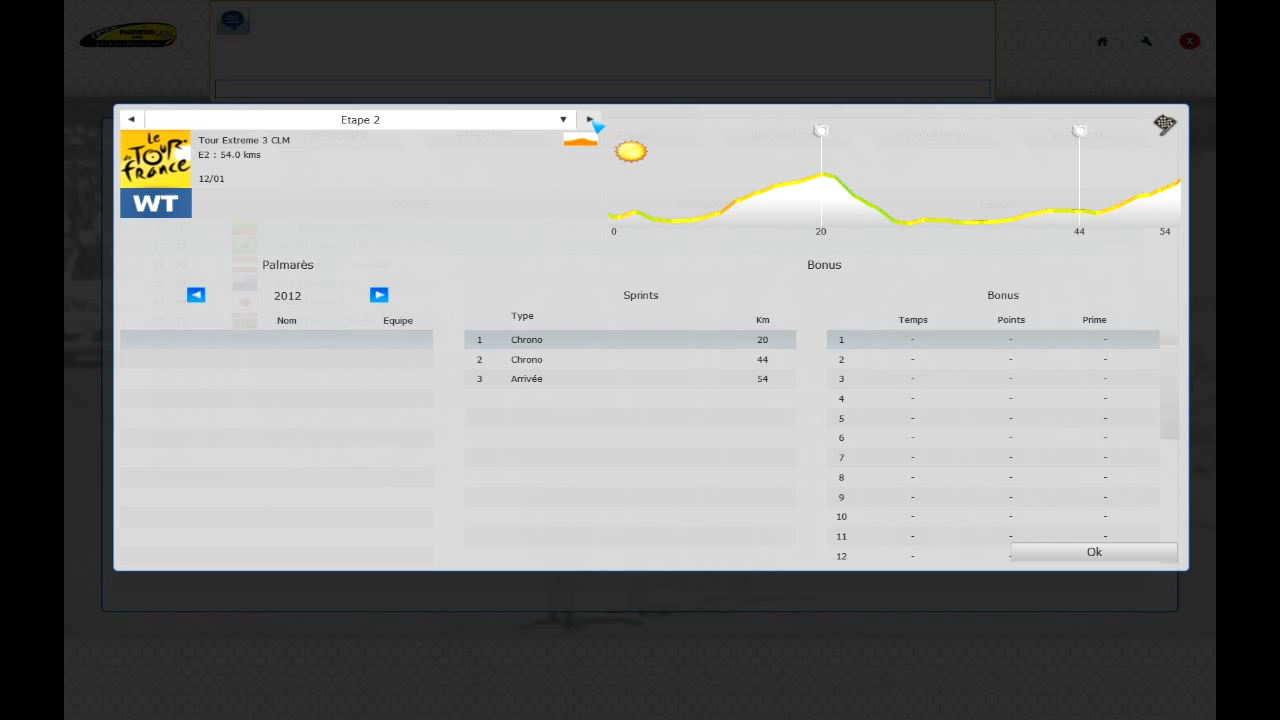 Etape 2
Le Tour de france
WT
Tour Extreme 3 CLM
E2 : 54.0 kms
12/01
0 20 44 54
Palmarès
Bonus
2012
Sprints
Bonus
Nom Equipe
Type Km
Temps Points Prime
1 Chrono 20
2 Chrono 44
3 Arrivée 54
1 - - -
2 - - -
3 - - -
4 - - -
5 - - -
6 - - -
7 - - -
8 - - -
9 - - -
10 - - -
11 - - -
12 - -
Ok